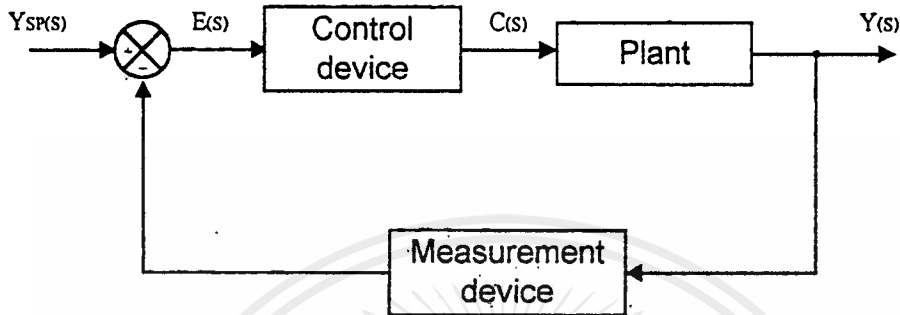 YSP(S)
E(S)
Control
device
C(S)
Plant
Y(S)
+
−
Measurement
device